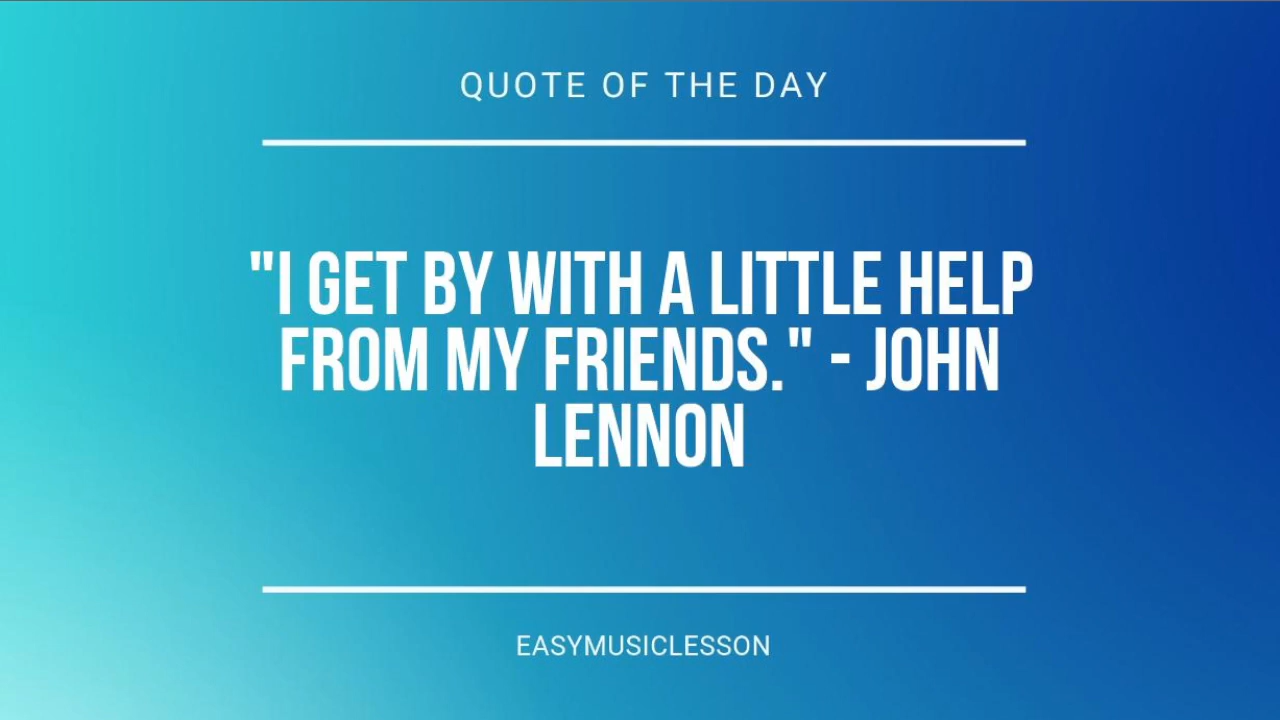 QUOTE OF THE DAY
"I GET BY WITH A LITTLE HELP
FROM MY FRIENDS." - JOHN
LENNON
EASYMUSICLESSON